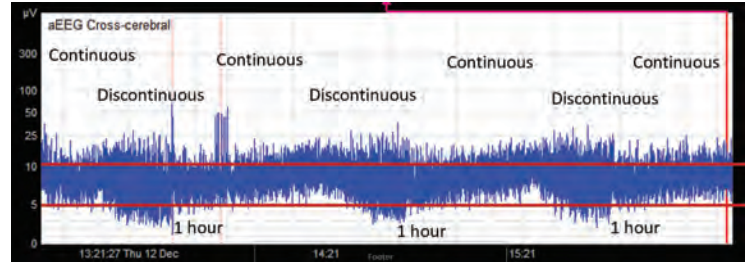 µV
aEEG Cross-cerebral
300
Continuous Continuous Continuous Continuous
100
Discontinuous Discontinuous Discontinuous
50
25
10
5
1 hour 1 hour 1 hour
0
13:21:27 Thu 12 Dec 14:21 Footer 15:21